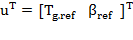 uᵀ = [T_g.ref β_ref ]ᵀ